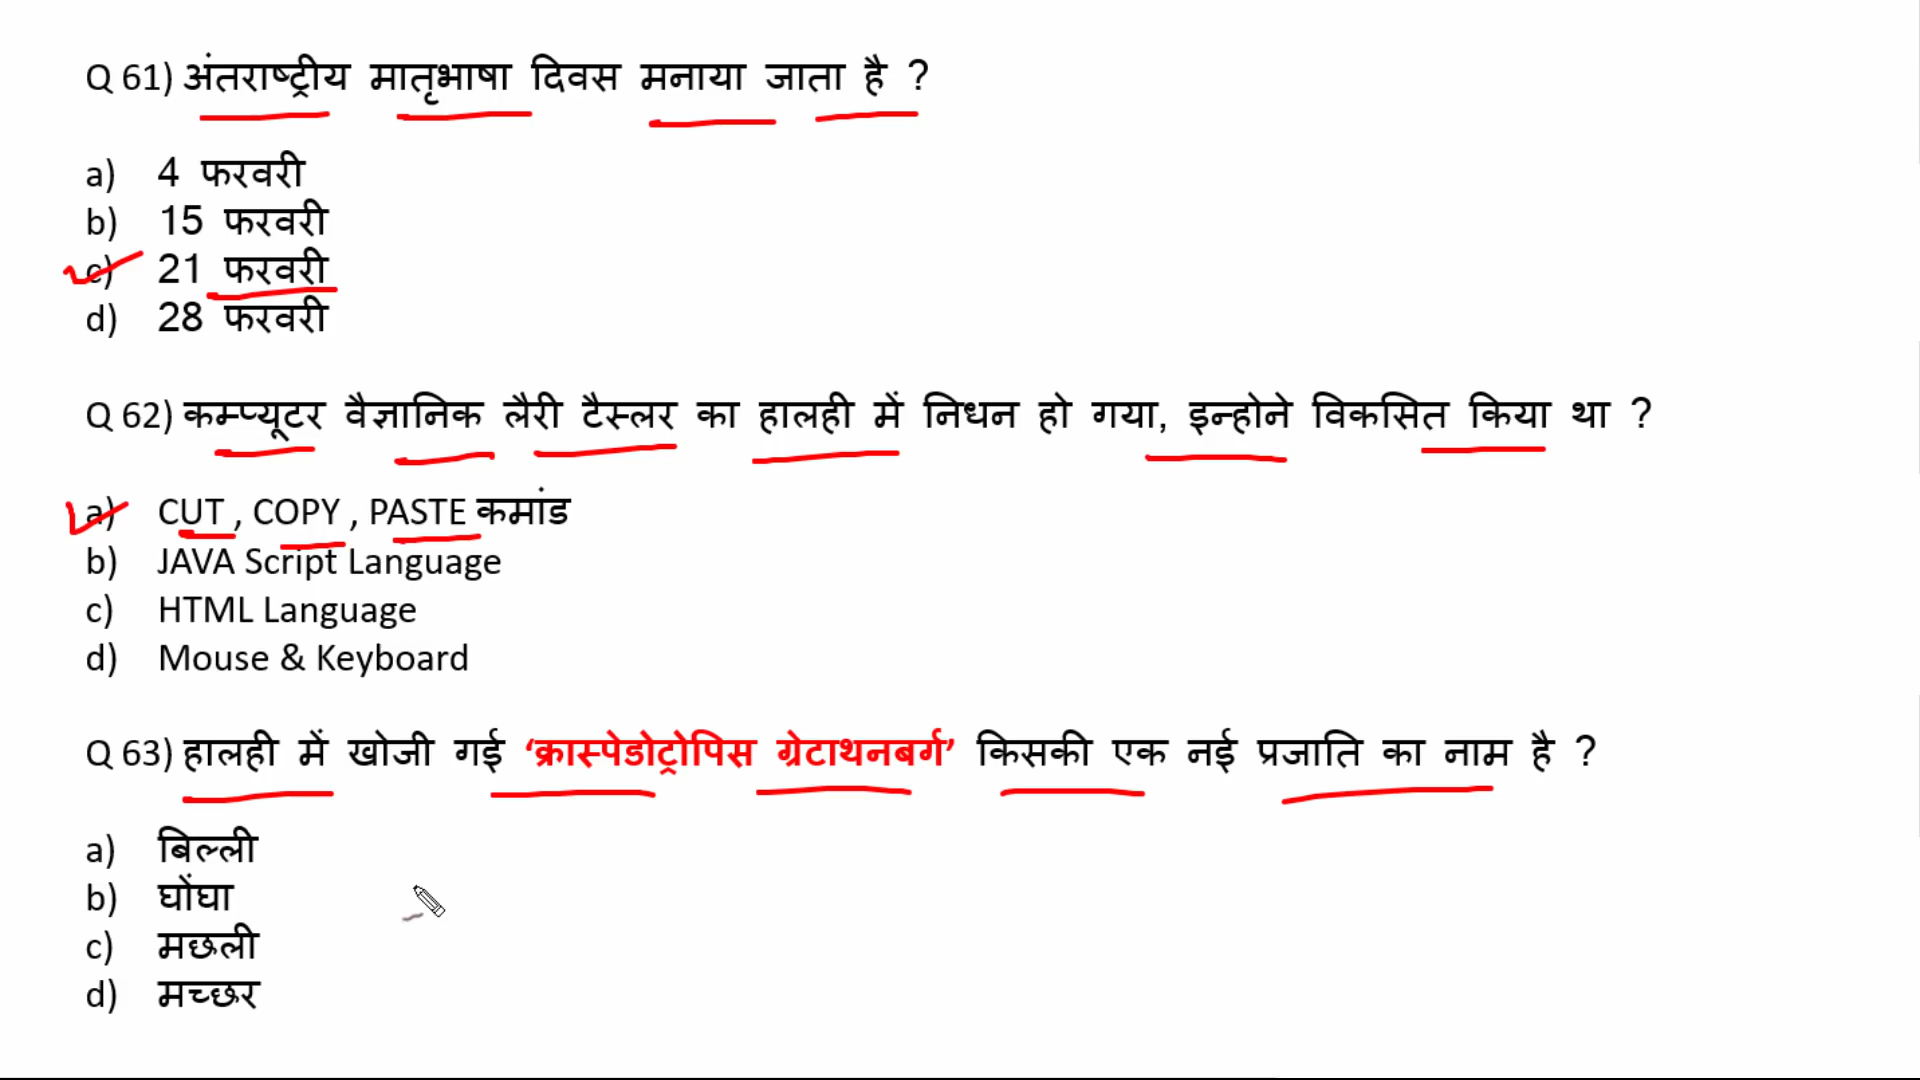 Q 61) अंतराष्ट्रीय मातृभाषा दिवस मनाया जाता है ?
a) 4 फरवरी
b) 15 फरवरी
c) 21 फरवरी
d) 28 फरवरी
Q 62) कम्प्यूटर वैज्ञानिक लैरी टैस्लर का हालही में निधन हो गया, इन्होने विकसित किया था ?
a) CUT , COPY , PASTE कमांड
b) JAVA Script Language
c) HTML Language
d) Mouse & Keyboard
Q 63) हालही में खोजी गई ‘क्रास्पेडोट्रोपिस ग्रेटाथनबर्ग’ किसकी एक नई प्रजाति का नाम है ?
a) बिल्ली
b) घोंघा
c) मछली
d) मच्छर